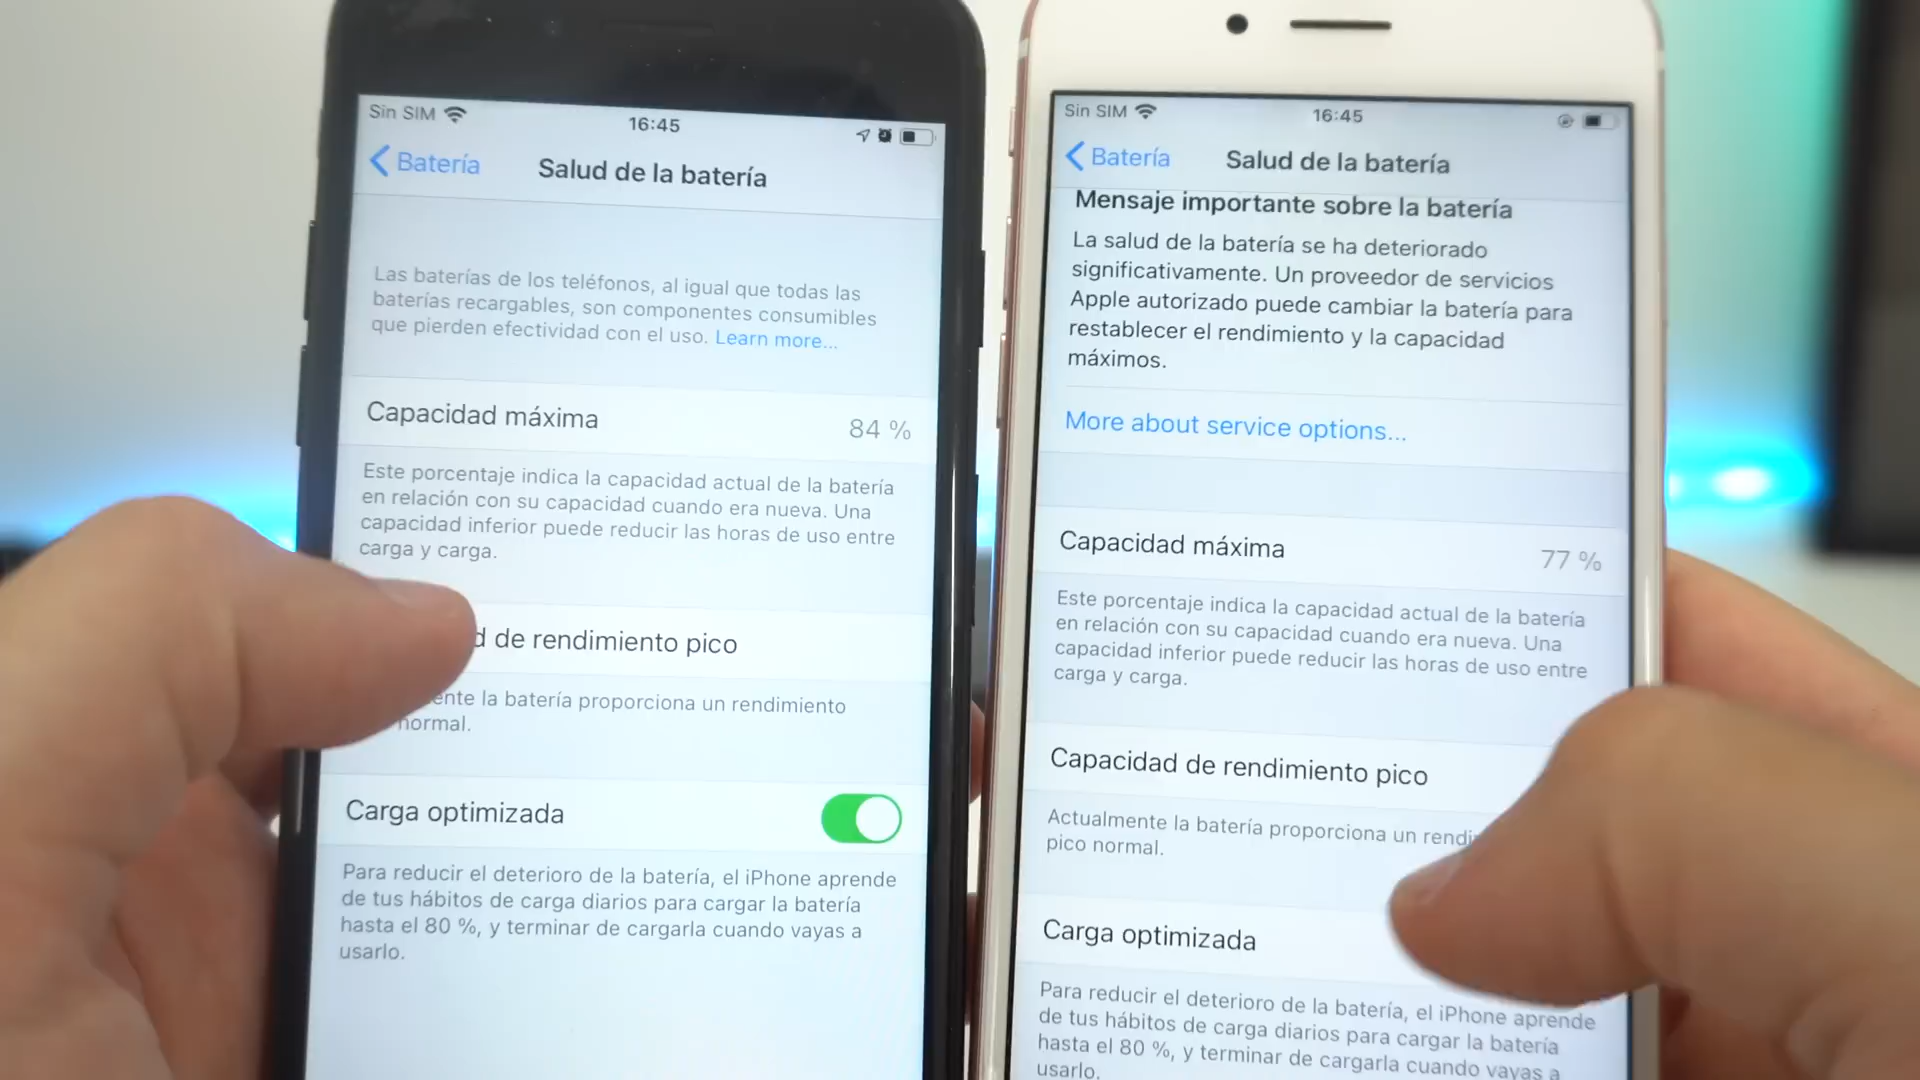 Sin SIM
16:45
Batería
Salud de la batería
Las baterías de los teléfonos, al igual que todas las
baterías recargables, son componentes consumibles
que pierden efectividad con el uso. Learn more...
Capacidad máxima
84 %
Este porcentaje indica la capacidad actual de la batería
en relación con su capacidad cuando era nueva. Una
capacidad inferior puede reducir las horas de uso entre
carga y carga.
d de rendimiento pico
ente la batería proporciona un rendimiento
normal.
Carga optimizada
Para reducir el deterioro de la batería, el iPhone aprende
de tus hábitos de carga diarios para cargar la batería
hasta el 80 %, y terminar de cargarla cuando vayas a
usarlo.
Sin SIM
16:45
Batería
Salud de la batería
Mensaje importante sobre la batería
La salud de la batería se ha deteriorado
significativamente. Un proveedor de servicios
Apple autorizado puede cambiar la batería para
restablecer el rendimiento y la capacidad
máximos.
More about service options...
Capacidad máxima
77 %
Este porcentaje indica la capacidad actual de la batería
en relación con su capacidad cuando era nueva. Una
capacidad inferior puede reducir las horas de uso entre
carga y carga.
Capacidad de rendimiento pico
Actualmente la batería proporciona un rendi
pico normal.
Carga optimizada
Para reducir el deterioro de la batería, el iPhone aprende
de tus hábitos de carga diarios para cargar la batería
hasta el 80 %, y terminar de cargarla cuando vayas a
usarlo.